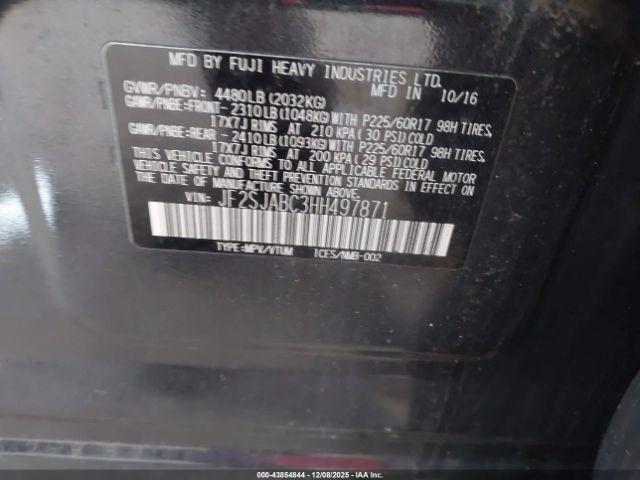 MFD BY FUJI HEAVY INDUSTRIES LTD.
MFD IN 10/16
GVWR/PNBV: 4480LB(2032KG)
GAWR/PNBE:FRONT- 2310LB(1048KG)WITH P225/60R17 98H TIRES,
17X7J RIMS AT 210 KPA(30 PSI)COLD
GAWR/PNBE:REAR - 2410LB(1093KG)WITH P225/60R17 98H TIRES,
17X7J RIMS AT 200 KPA(29 PSI)COLD
THIS VEHICLE CONFORMS TO ALL APPLICABLE FEDERAL MOTOR
VEHICLE SAFETY AND THEFT PREVENTION STANDARDS IN EFFECT
ON THE DATE OF MANUFACTURE SHOWN ABOVE.
VIN: JF2SJABC3HH497871
TYPE:MPV/VTUM ICES/NMB-002
000-43854844 - 12/08/2025 - IAA Inc.